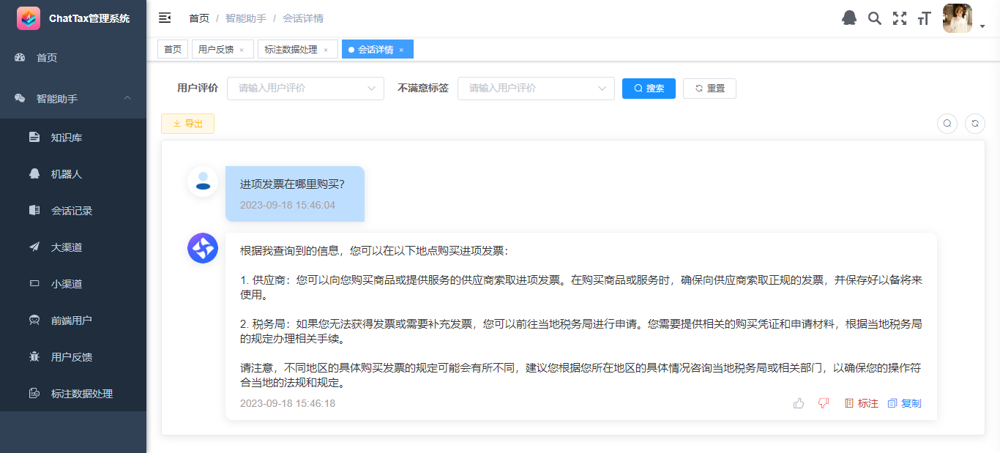 ChatTax管理系统
首页 / 智能助手 / 会话详情
首页
智能助手
知识库
机器人
会话记录
大渠道
小渠道
前端用户
用户反馈
标注数据处理
首页 用户反馈 × 标注数据处理 × 会话详情 ×
用户评价 请输入用户评价 不满意标签 请输入用户评价 搜索 重置
导出
进项发票在哪里购买?
2023-09-18 15:46:04
根据我查询到的信息，您可以在以下地点购买进项发票：
1. 供应商：您可以向您购买商品或提供服务的供应商索取进项发票。在购买商品或服务时，确保向供应商索取正规的发票，并保存好以备将来
使用。
2. 税务局：如果您无法获得发票或需要补充发票，您可以前往当地税务局进行申请。您需要提供相关的购买凭证和申请材料，根据当地税务局
的规定办理相关手续。
请注意，不同地区的具体购买发票的规定可能会有所不同，建议您根据您所在地区的具体情况咨询当地税务局或相关部门，以确保您的操作符
合当地的法规和规定。
2023-09-18 15:46:18 标注 复制